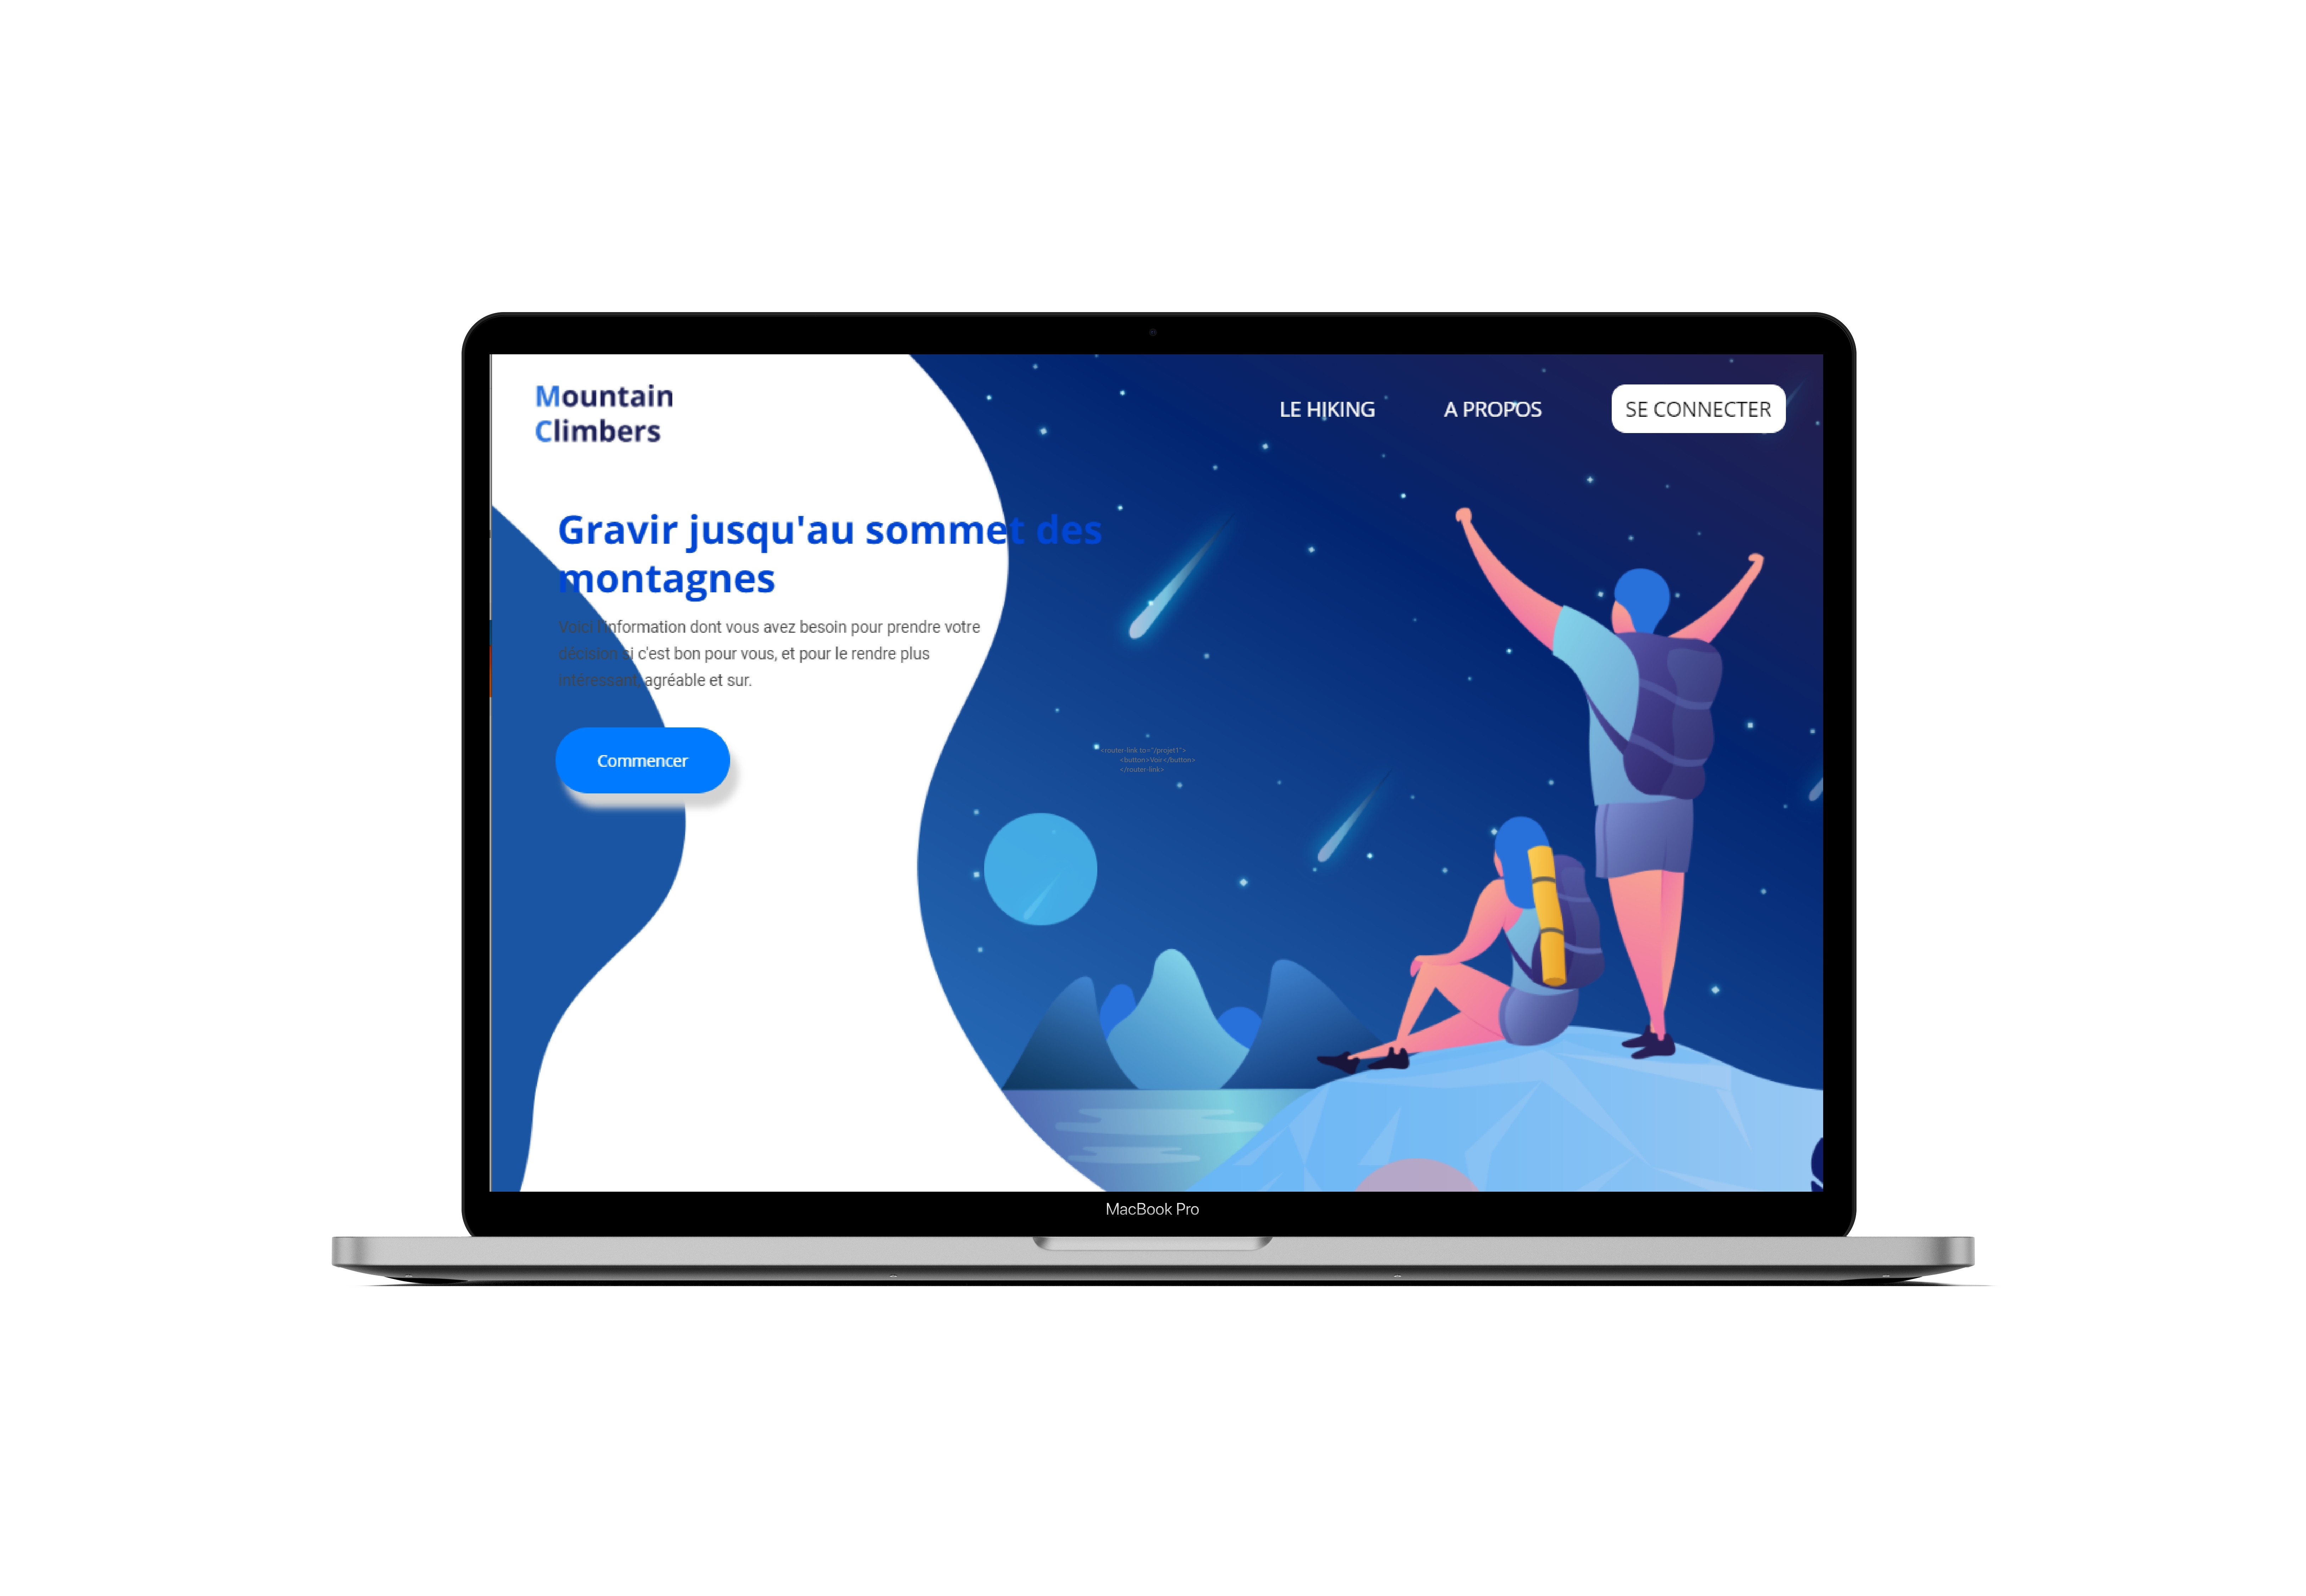 Mountain
Climbers
LE HIKING
A PROPOS
SE CONNECTER
Gravir jusqu'au sommet des
montagnes
Voici l'information dont vous avez besoin pour prendre votre
décision si c'est bon pour vous, et pour le rendre plus
intéressant, agréable et sur.
Commencer
<router-link to="/projet1">
<button>Voir</button>
</router-link>
MacBook Pro